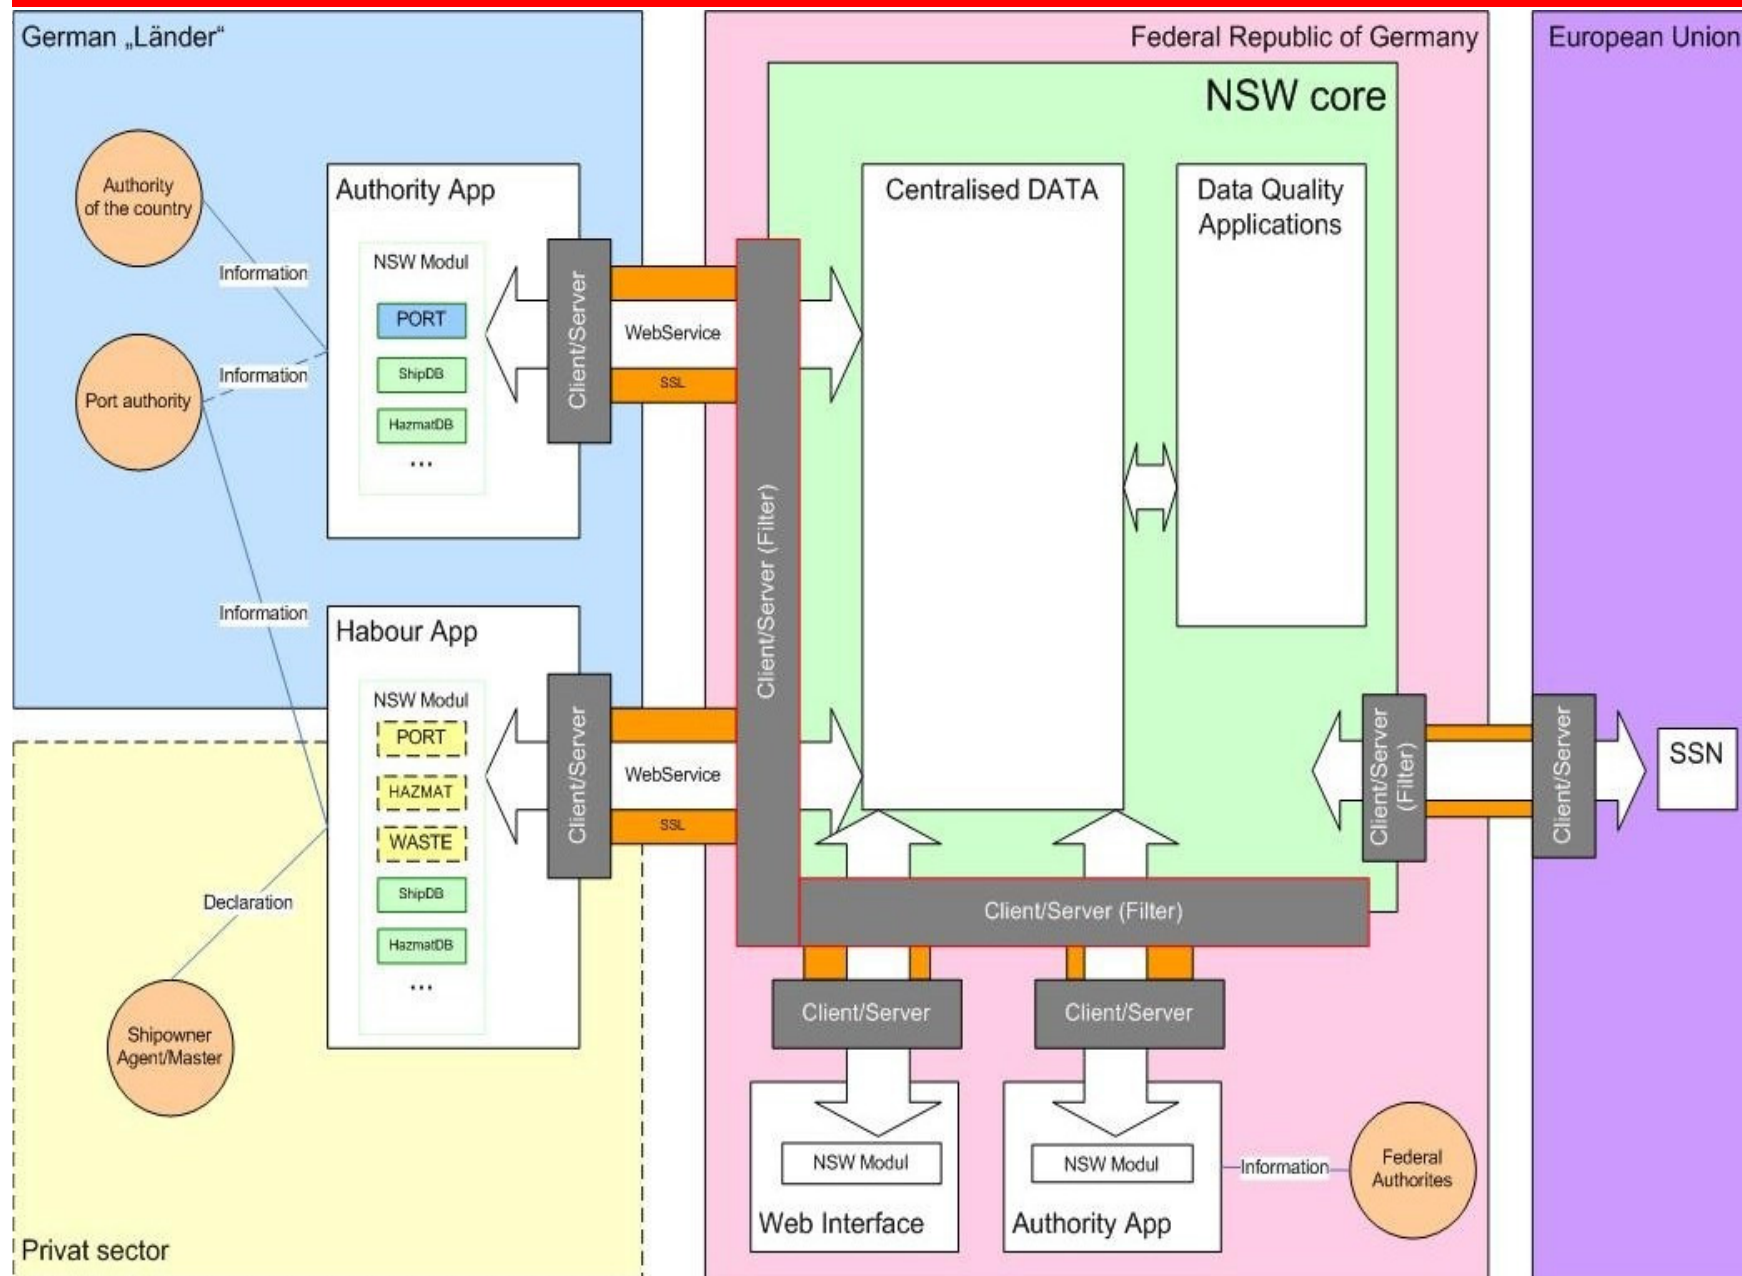 German „Länder“
Federal Republic of Germany
European Union
NSW core
Authority
of the country
Information
Port authority
Information
Information
Authority App
NSW Modul
PORT
ShipDB
HazmatDB
...
Client/Server
WebService
SSL
Client/Server (Filter)
Centralised DATA
Data Quality
Applications
Habour App
NSW Modul
PORT
HAZMAT
WASTE
ShipDB
HazmatDB
...
Client/Server
WebService
SSL
Declaration
Shipowner
Agent/Master
Privat sector
Client/Server (Filter)
Client/Server
Client/Server
NSW Modul
Web Interface
NSW Modul
Authority App
Information
Federal
Authorites
Client/Server
(Filter)
Client/Server
SSN